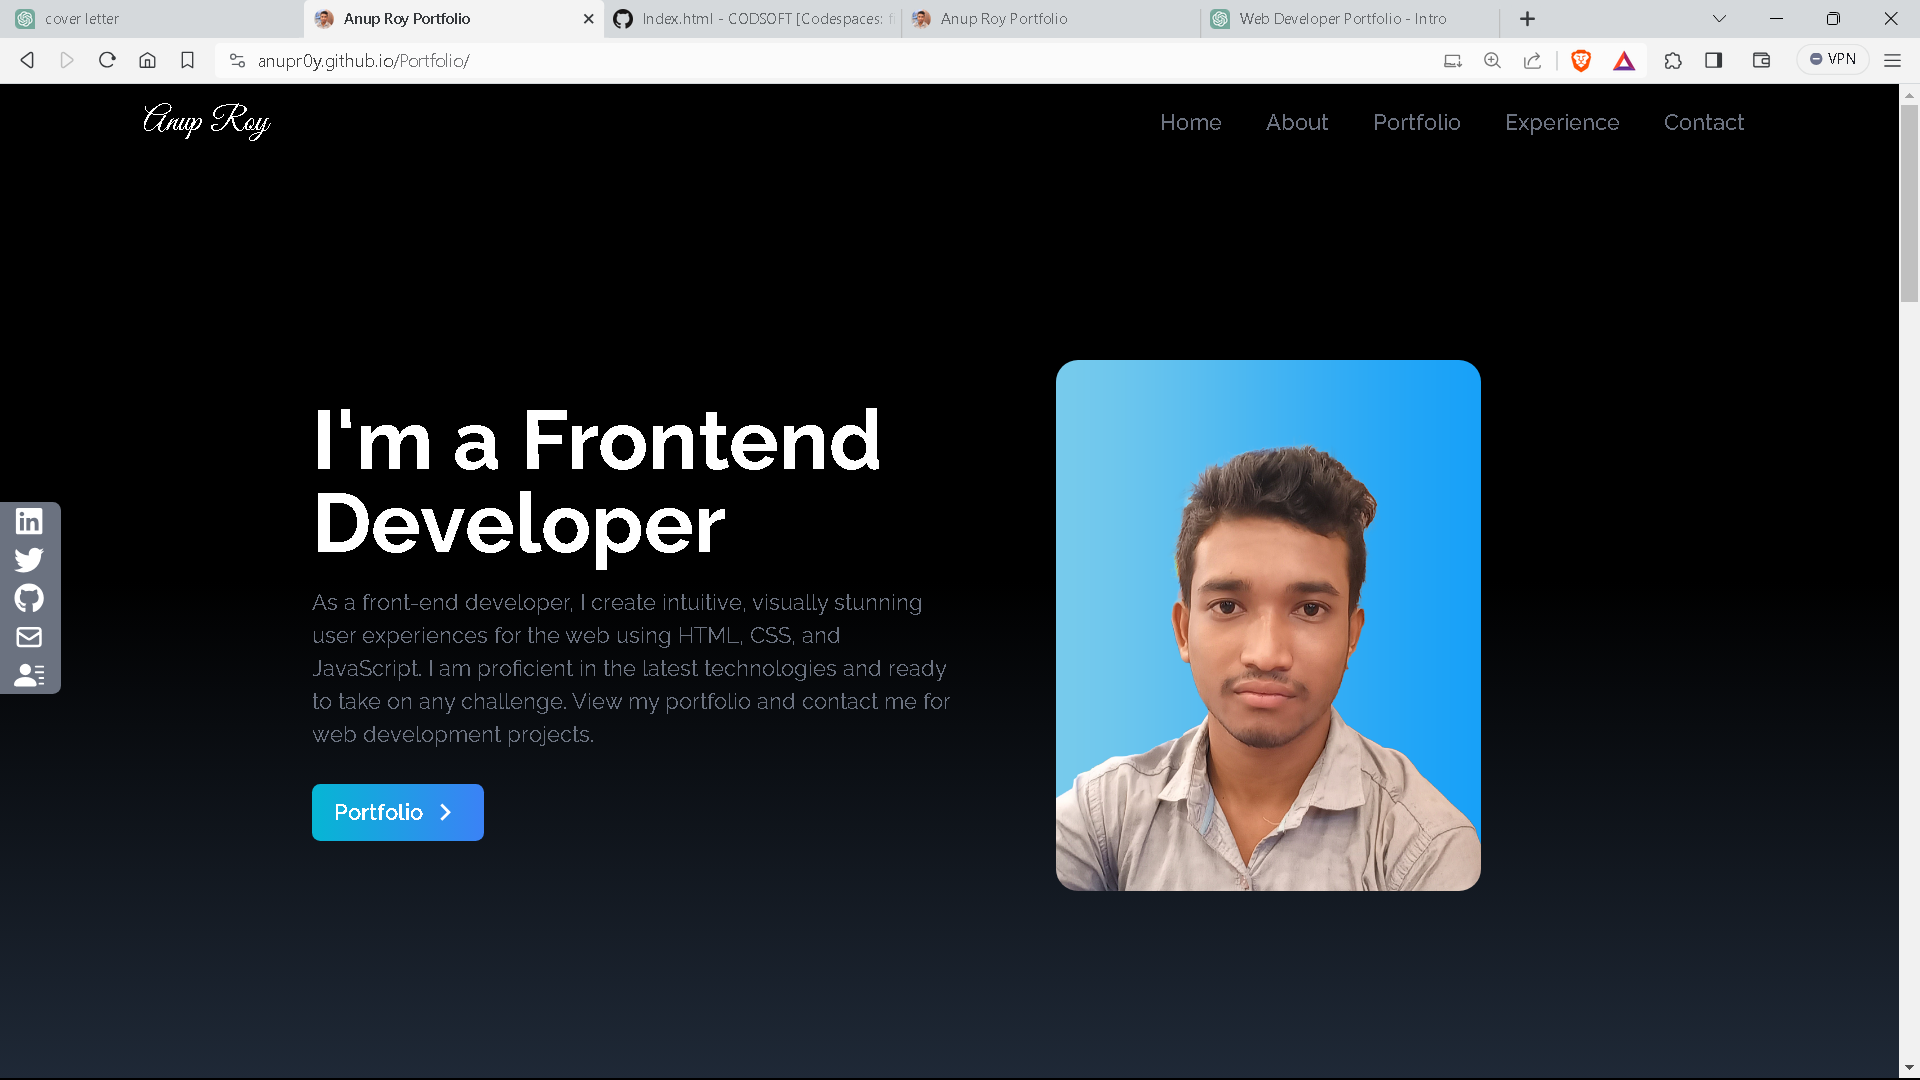 cover letter
Anup Roy Portfolio
Index.html - CODSOFT [Codespaces:
Anup Roy Portfolio
Web Developer Portfolio - Intro
anupr0y.github.io/Portfolio/
VPN
Anup Roy
Home
About
Portfolio
Experience
Contact
I'm a Frontend
Developer
As a front-end developer, I create intuitive, visually stunning
user experiences for the web using HTML, CSS, and
JavaScript. I am proficient in the latest technologies and ready
to take on any challenge. View my portfolio and contact me for
web development projects.
Portfolio
in